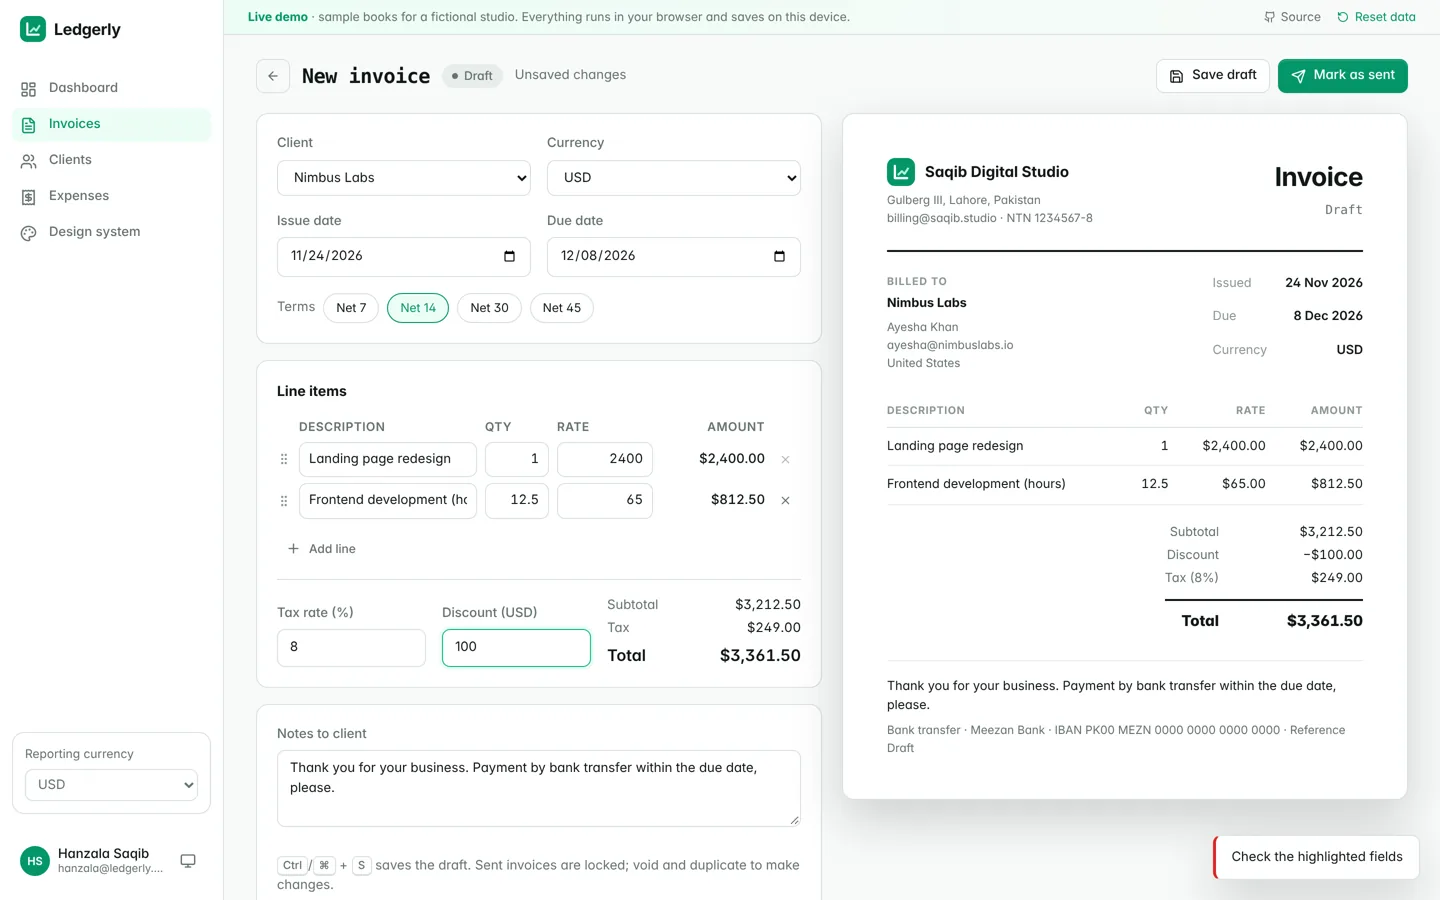 Ledgerly
Live demo · sample books for a fictional studio. Everything runs in your browser and saves on this device.
Source
Reset data
Dashboard
Invoices
Clients
Expenses
Design system
Reporting currency
USD
HS
Hanzala Saqib
hanzala@ledgerly....
New invoice
Draft
Unsaved changes
Save draft
Mark as sent
Client
Currency
Nimbus Labs
USD
Issue date
Due date
11/24/2026
12/08/2026
Terms
Net 7
Net 14
Net 30
Net 45
Line items
DESCRIPTION QTY RATE AMOUNT
Landing page redesign 1 2400 $2,400.00 ×
Frontend development (ho 12.5 65 $812.50 ×
+ Add line
Tax rate (%)
8
Discount (USD)
100
Subtotal $3,212.50
Tax $249.00
Total $3,361.50
Notes to client
Thank you for your business. Payment by bank transfer within the due date,
please.
Ctrl / ⌘ + S saves the draft. Sent invoices are locked; void and duplicate to make
changes.
Saqib Digital Studio
Gulberg III, Lahore, Pakistan
billing@saqib.studio · NTN 1234567-8
Invoice
Draft
BILLED TO
Nimbus Labs
Ayesha Khan
ayesha@nimbuslabs.io
United States
Issued 24 Nov 2026
Due 8 Dec 2026
Currency USD
DESCRIPTION QTY RATE AMOUNT
Landing page redesign 1 $2,400.00 $2,400.00
Frontend development (hours) 12.5 $65.00 $812.50
Subtotal $3,212.50
Discount −$100.00
Tax (8%) $249.00
Total $3,361.50
Thank you for your business. Payment by bank transfer within the due date,
please.
Bank transfer · Meezan Bank · IBAN PK00 MEZN 0000 0000 0000 0000 · Reference
Draft
Check the highlighted fields